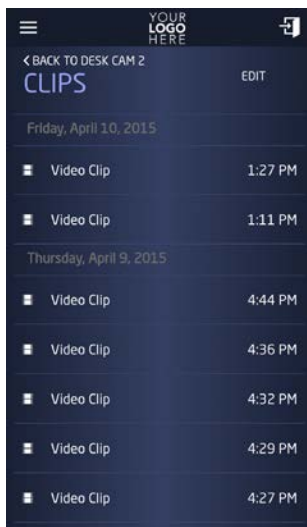 YOUR
LOGO
HERE
< BACK TO DESK CAM 2
CLIPS
EDIT
Friday, April 10, 2015
Video Clip 1:27 PM
Video Clip 1:11 PM
Thursday, April 9, 2015
Video Clip 4:44 PM
Video Clip 4:36 PM
Video Clip 4:32 PM
Video Clip 4:29 PM
Video Clip 4:27 PM